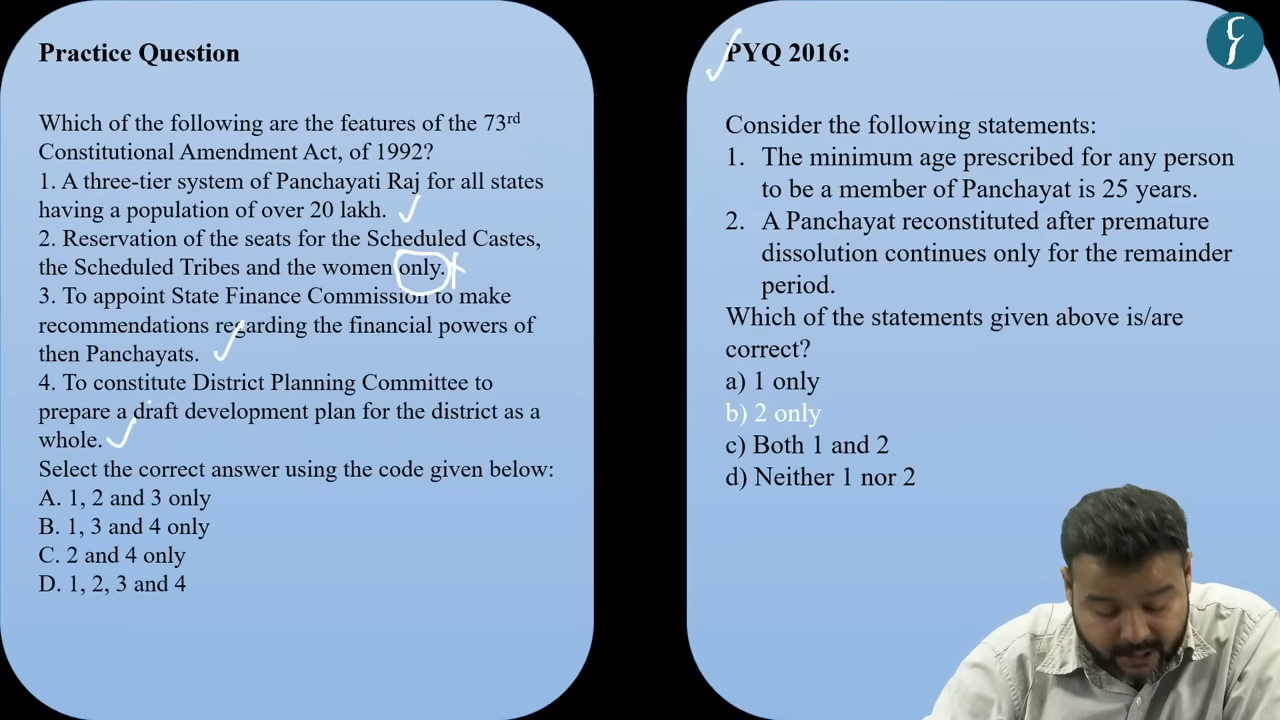 Practice Question
Which of the following are the features of the 73rd
Constitutional Amendment Act, of 1992?
1. A three-tier system of Panchayati Raj for all states
having a population of over 20 lakh.
2. Reservation of the seats for the Scheduled Castes,
the Scheduled Tribes and the women only.
3. To appoint State Finance Commission to make
recommendations regarding the financial powers of
then Panchayats.
4. To constitute District Planning Committee to
prepare a draft development plan for the district as a
whole.
Select the correct answer using the code given below:
A. 1, 2 and 3 only
B. 1, 3 and 4 only
C. 2 and 4 only
D. 1, 2, 3 and 4
PYQ 2016:
Consider the following statements:
1. The minimum age prescribed for any person
to be a member of Panchayat is 25 years.
2. A Panchayat reconstituted after premature
dissolution continues only for the remainder
period.
Which of the statements given above is/are
correct?
a) 1 only
b) 2 only
c) Both 1 and 2
d) Neither 1 nor 2